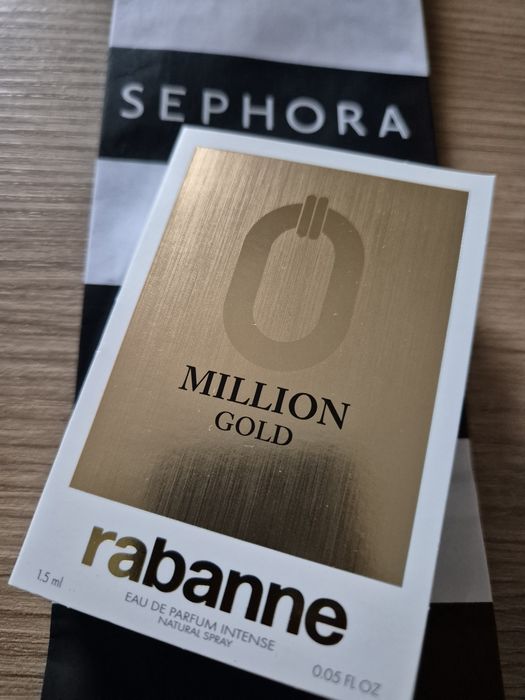 SEPHORA
MILLION
GOLD
rabanne
1.5 ml
EAU DE PARFUM INTENSE
NATURAL SPRAY
0.05 FL OZ